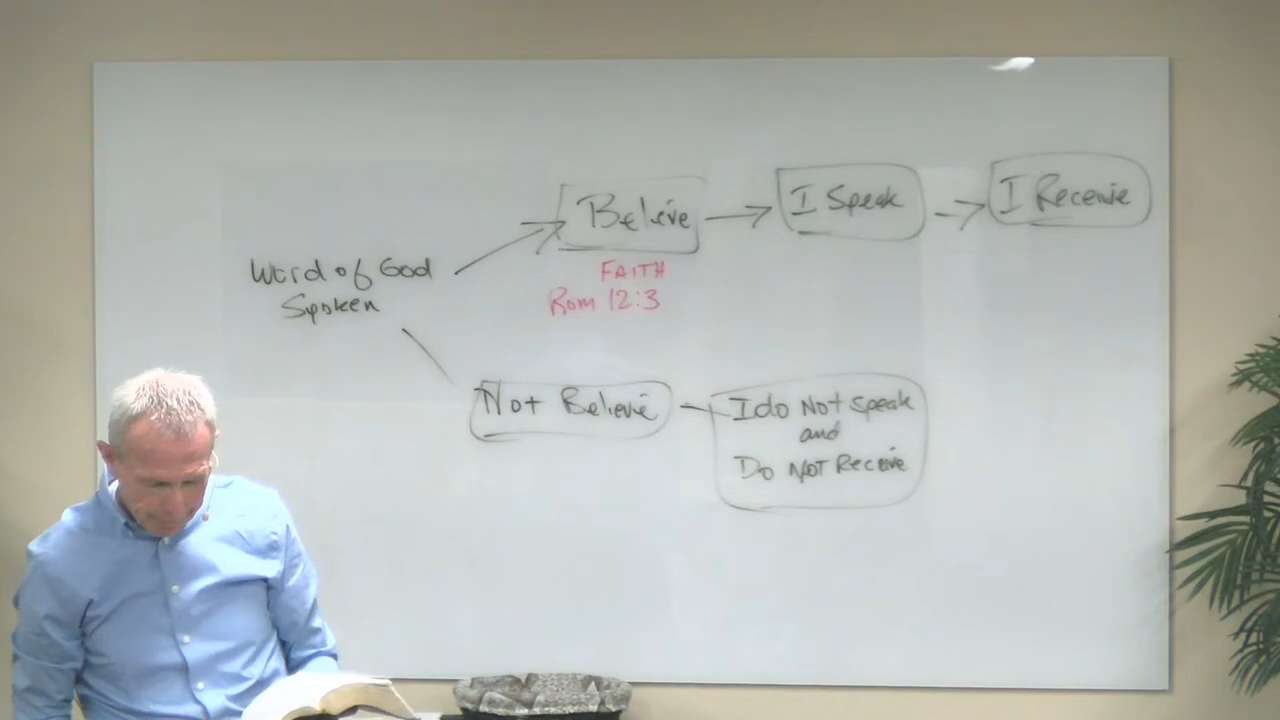 Word of God
Spoken
Believe
FAITH
Rom 12:3
I Speak
I Receive
Not Believe
I do Not speak
and
Do NOT Receive